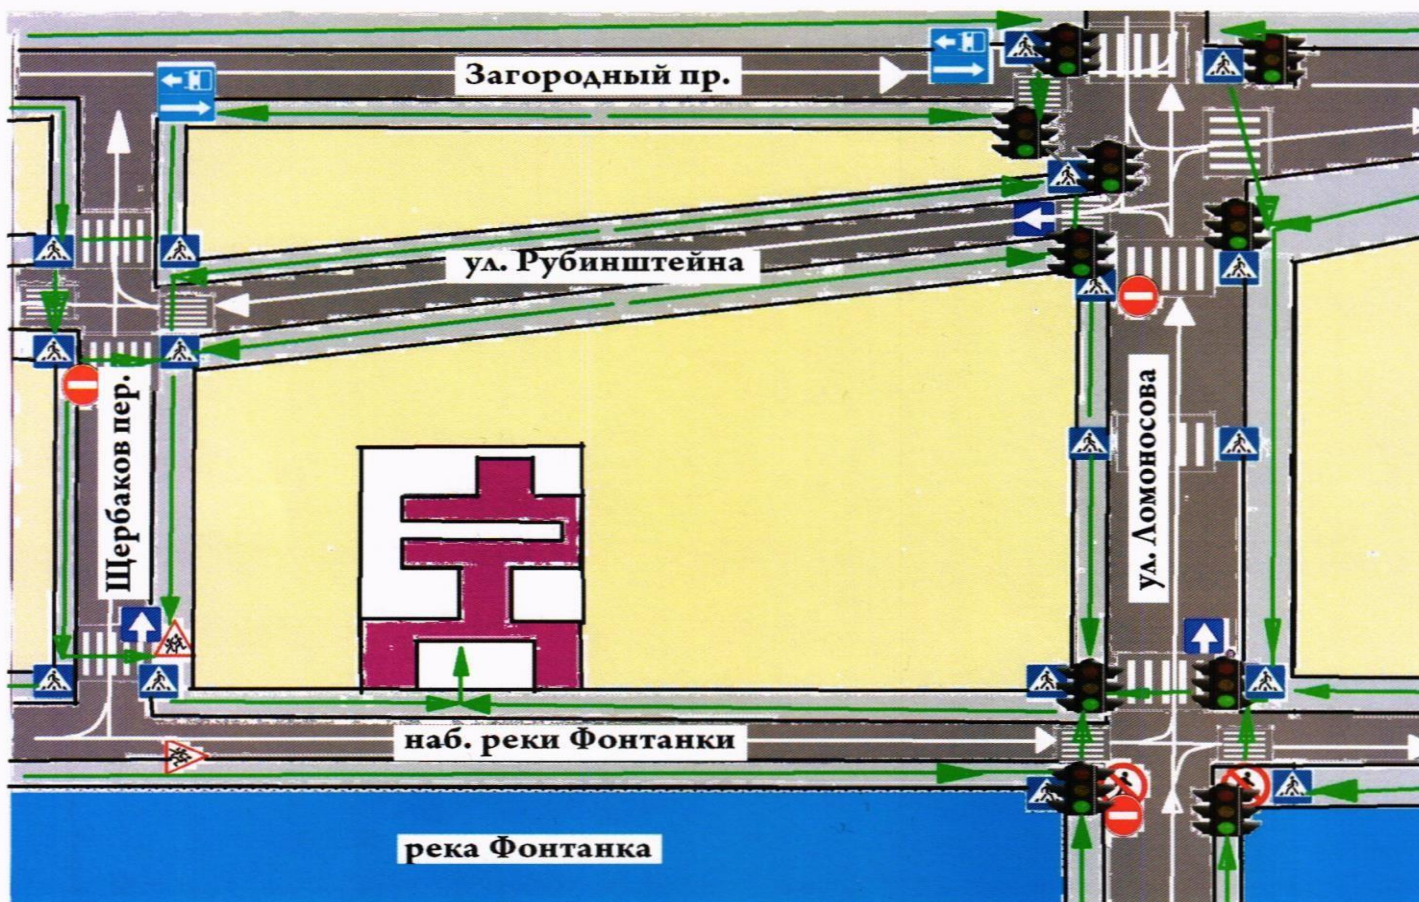 Загородный пр.
ул. Рубинштейна
Щербаков пер.
ул. Ломоносова
наб. реки Фонтанки
река Фонтанка